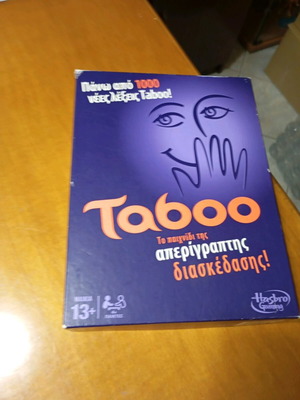 Πάνω από 1000
νέες λέξεις Taboo!
Taboo
Το παιχνίδι της
απερίγραπτης
διασκέδασης!
13+
Hasbro
Gaming